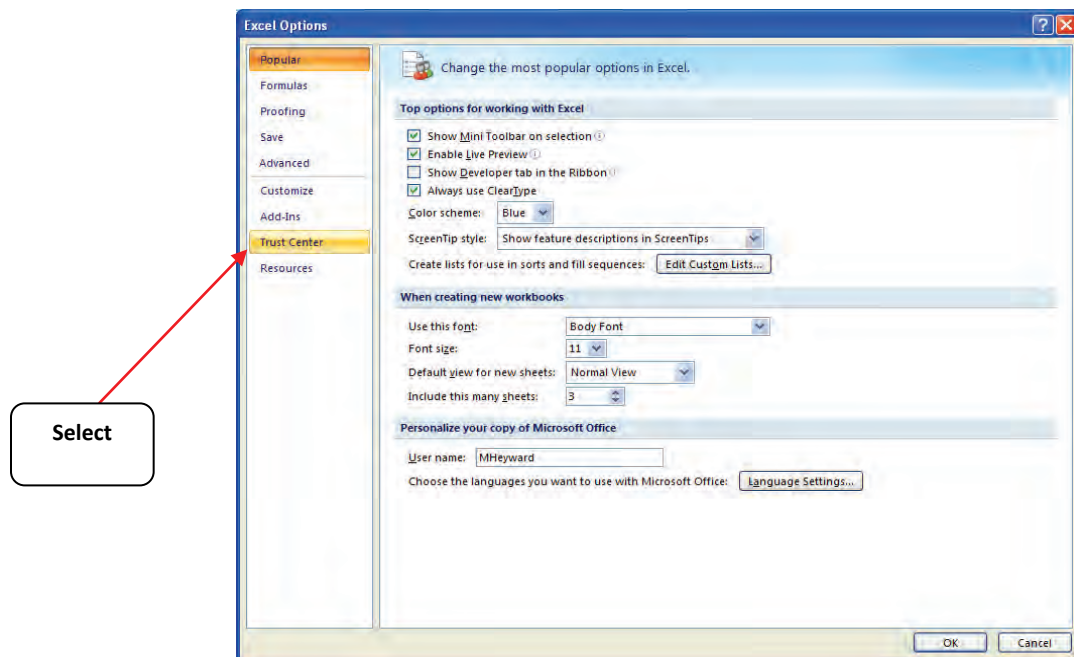 Excel Options
Popular
Formulas
Proofing
Save
Advanced
Customize
Add-Ins
Trust Center
Resources
Change the most popular options in Excel.
Top options for working with Excel
Show Mini Toolbar on selection
Enable Live Preview
Show Developer tab in the Ribbon
Always use ClearType
Color scheme: Blue
ScreenTip style: Show feature descriptions in ScreenTips
Create lists for use in sorts and fill sequences: Edit Custom Lists...
When creating new workbooks
Use this font: Body Font
Font size: 11
Default view for new sheets: Normal View
Include this many sheets: 3
Personalize your copy of Microsoft Office
User name: MHeyward
Choose the languages you want to use with Microsoft Office: Language Settings...
OK Cancel
Select